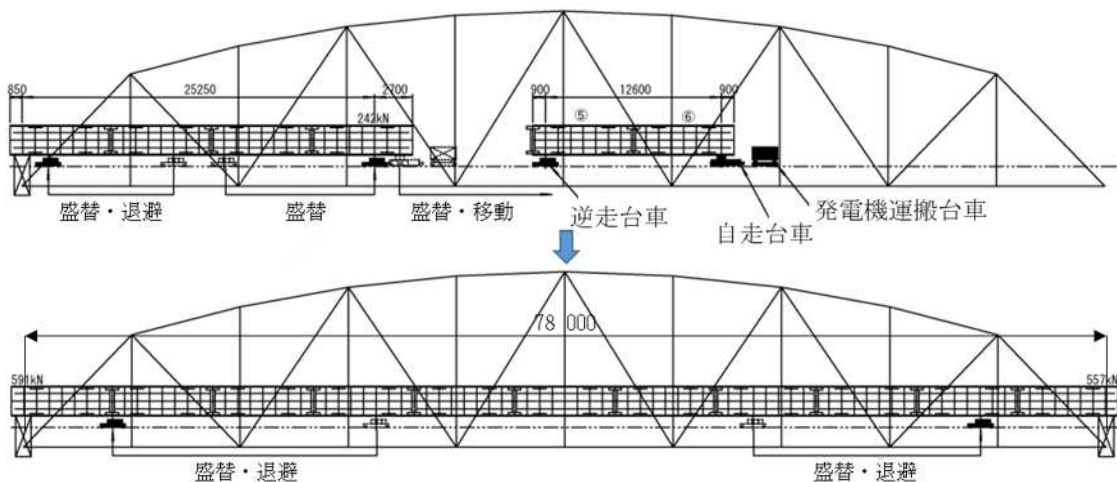 850
25250
2700
900
12600
900
242kN
⑤
⑥
盛替・退避
盛替
盛替・移動
逆走台車
自走台車
発電機運搬台車
78 000
591kN
557kN
盛替・退避
盛替・退避